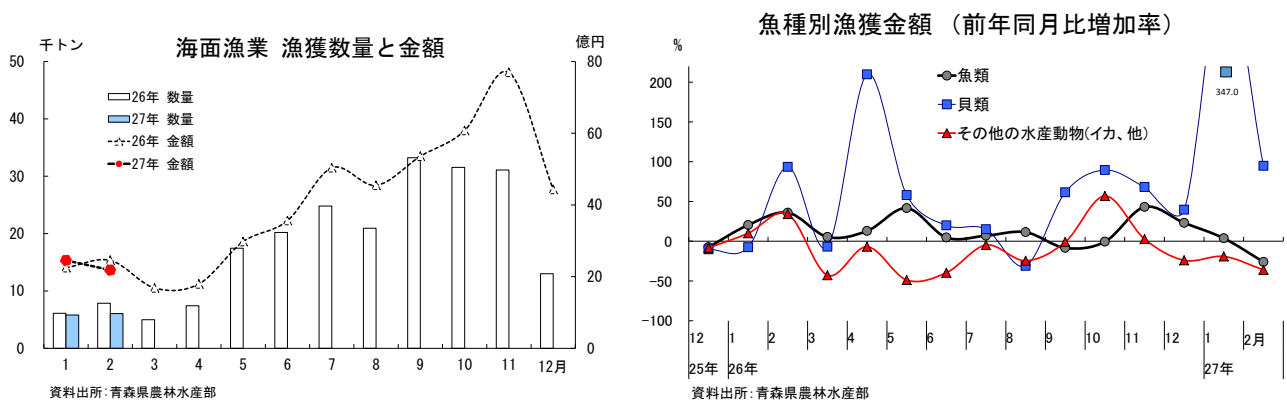 海面漁業 漁獲数量と金額
千トン
億円
50
40
30
20
10
0
80
60
40
20
0
26年 数量
27年 数量
26年 金額
27年 金額
1 2 3 4 5 6 7 8 9 10 11 12月
資料出所:青森県農林水産部
魚種別漁獲金額 (前年同月比増加率)
%
200
150
100
50
0
-50
-100
魚類
貝類
その他の水産動物(イカ、他)
347.0
12 1 2 3 4 5 6 7 8 9 10 11 12 1 2月
25年 26年 27年
資料出所:青森県農林水産部